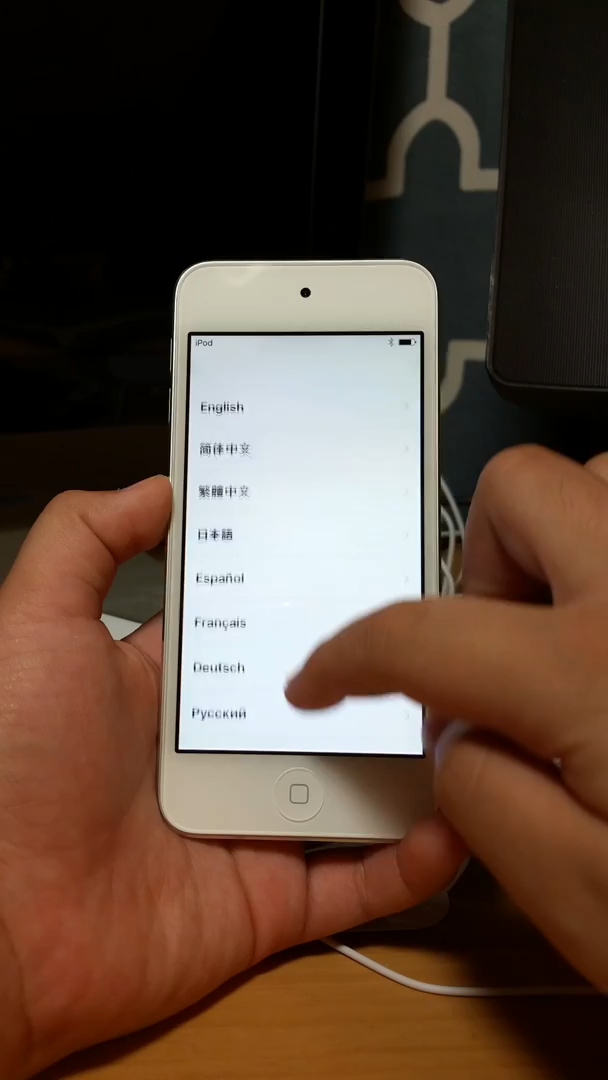 iPod
English
简体中文
繁體中文
日本語
Español
Français
Deutsch
Русский